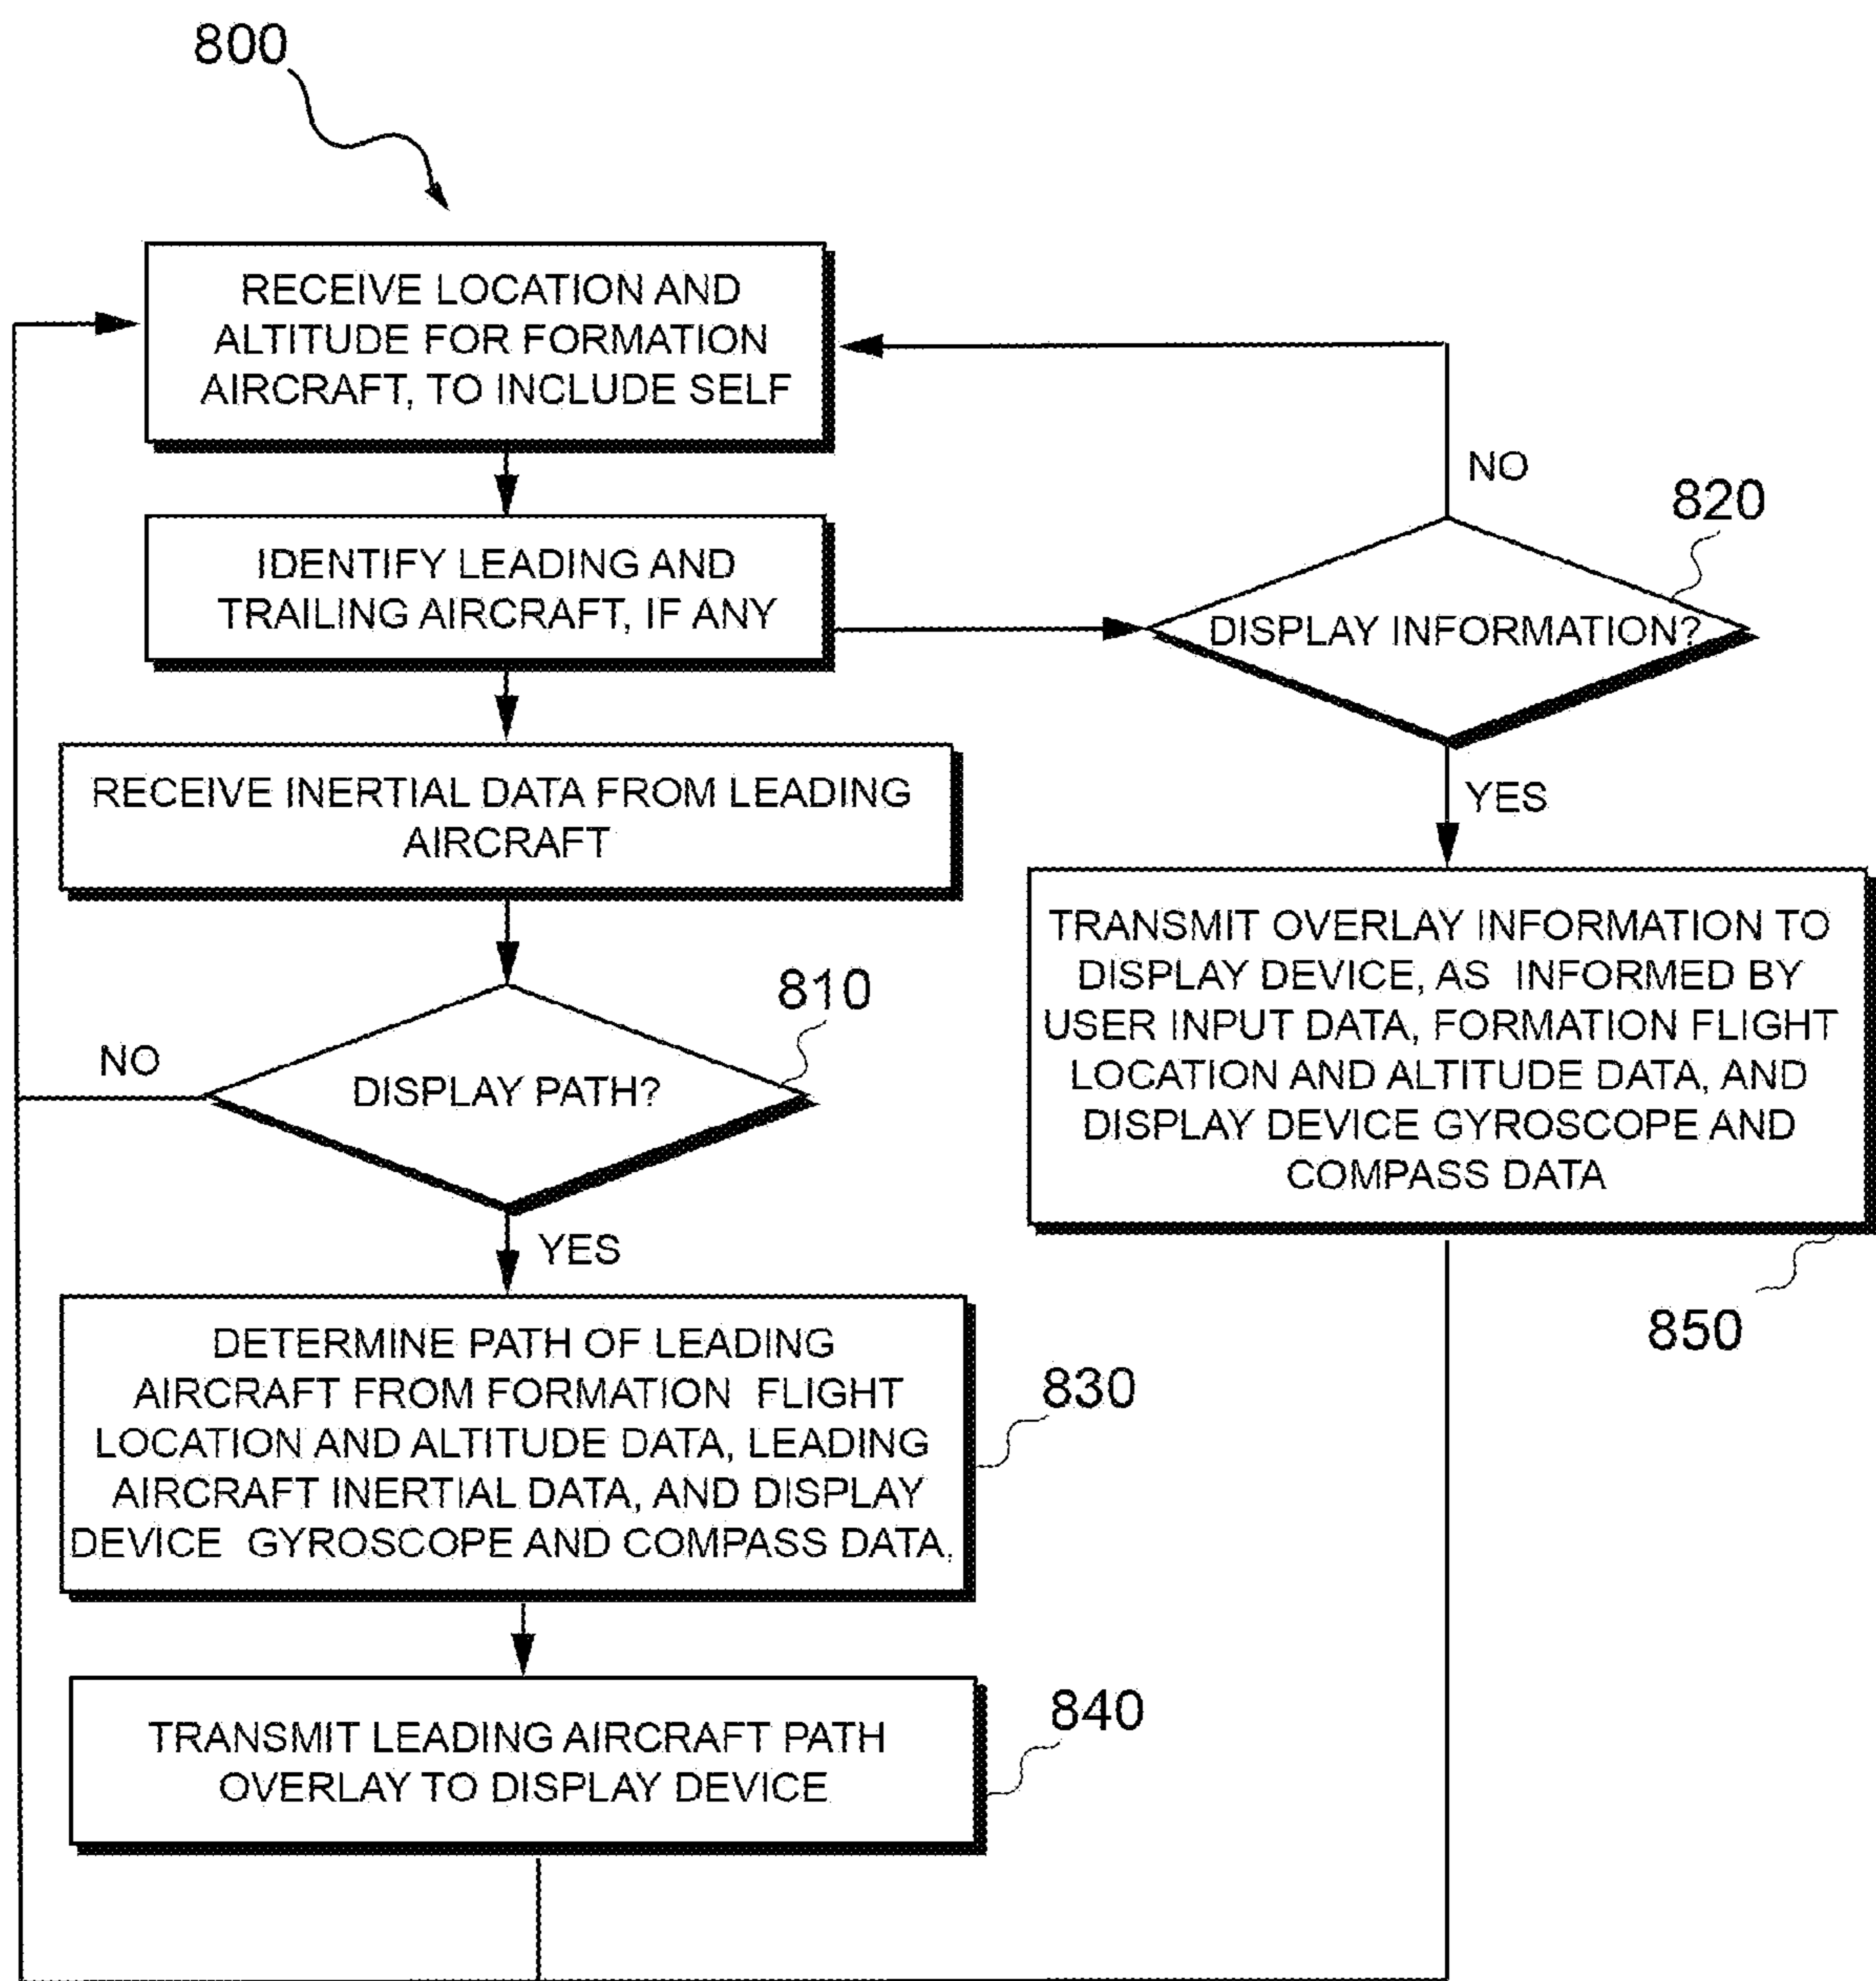 800
RECEIVE LOCATION AND
ALTITUDE FOR FORMATION
AIRCRAFT, TO INCLUDE SELF
IDENTIFY LEADING AND
TRAILING AIRCRAFT, IF ANY
NO
820
DISPLAY INFORMATION?
YES
RECEIVE INERTIAL DATA FROM LEADING
AIRCRAFT
810
NO
DISPLAY PATH?
YES
TRANSMIT OVERLAY INFORMATION TO
DISPLAY DEVICE, AS INFORMED BY
USER INPUT DATA, FORMATION FLIGHT
LOCATION AND ALTITUDE DATA, AND
DISPLAY DEVICE GYROSCOPE AND
COMPASS DATA
850
DETERMINE PATH OF LEADING
AIRCRAFT FROM FORMATION FLIGHT
LOCATION AND ALTITUDE DATA, LEADING
AIRCRAFT INERTIAL DATA, AND DISPLAY
DEVICE GYROSCOPE AND COMPASS DATA,
830
TRANSMIT LEADING AIRCRAFT PATH
OVERLAY TO DISPLAY DEVICE
840